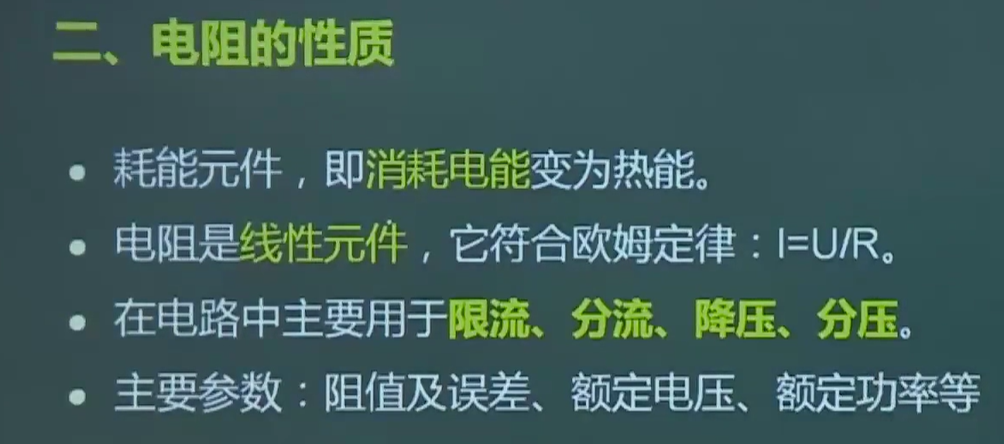 二、电阻的性质
• 耗能元件，即消耗电能变为热能。
• 电阻是线性元件，它符合欧姆定律：I=U/R。
• 在电路中主要用于限流、分流、降压、分压。
• 主要参数：阻值及误差、额定电压、额定功率等